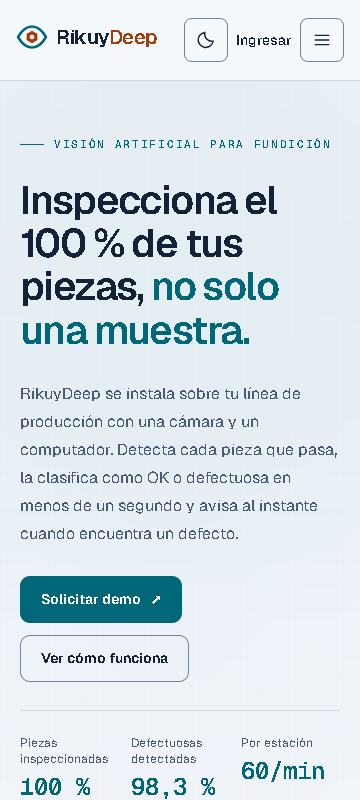 RikuyDeep
Ingresar
VISIÓN ARTIFICIAL PARA FUNDICIÓN
Inspecciona el
100 % de tus
piezas, no solo
una muestra.
RikuyDeep se instala sobre tu línea de
producción con una cámara y un
computador. Detecta cada pieza que pasa,
la clasifica como OK o defectuosa en
menos de un segundo y avisa al instante
cuando encuentra un defecto.
Solicitar demo ↗
Ver cómo funciona
Piezas
inspeccionadas
100 %
Defectuosas
detectadas
98,3 %
Por estación
60/min